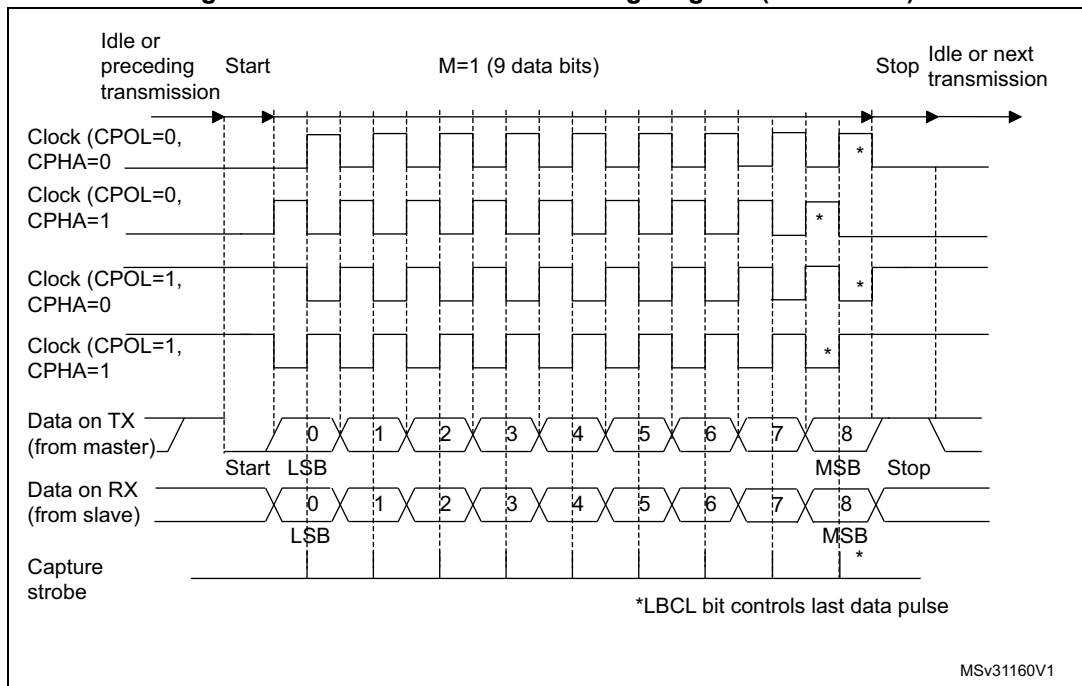 Idle or
preceding
transmission
Start
M=1 (9 data bits)
Stop
Idle or next
transmission
Clock (CPOL=0,
CPHA=0
*
Clock (CPOL=0,
CPHA=1
*
Clock (CPOL=1,
CPHA=0
*
Clock (CPOL=1,
CPHA=1
*
Data on TX
(from master)
0 1 2 3 4 5 6 7 8
Start LSB MSB Stop
Data on RX
(from slave)
0 1 2 3 4 5 6 7 8
LSB MSB
Capture
strobe
*
*LBCL bit controls last data pulse
MSv31160V1